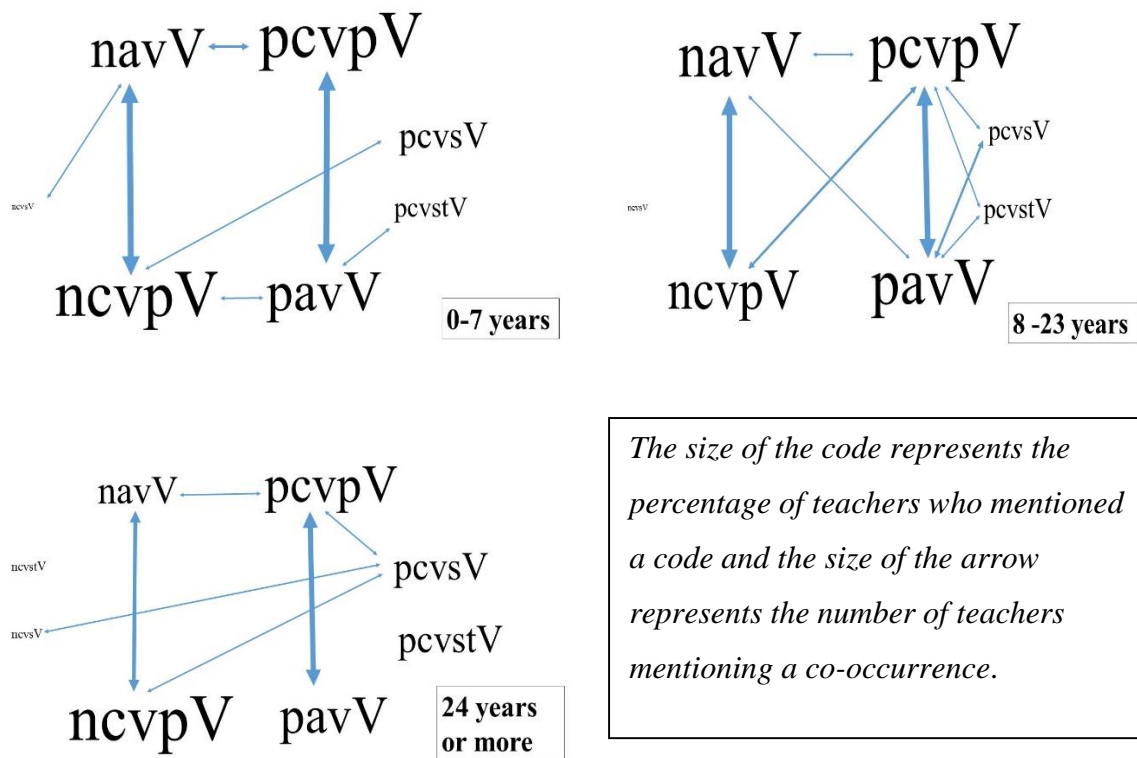 navV pcvpV
pcvsV
pcvstV
ncvsV
ncvpV pavV
0-7 years
navV pcvpV
pcvsV
pcvstV
ncvsV
ncvpV pavV
8 -23 years
navV pcvpV
ncvstV
pcvsV
ncvsV
pcvstV
ncvpV pavV
24 years
or more
The size of the code represents the
percentage of teachers who mentioned
a code and the size of the arrow
represents the number of teachers
mentioning a co-occurrence.